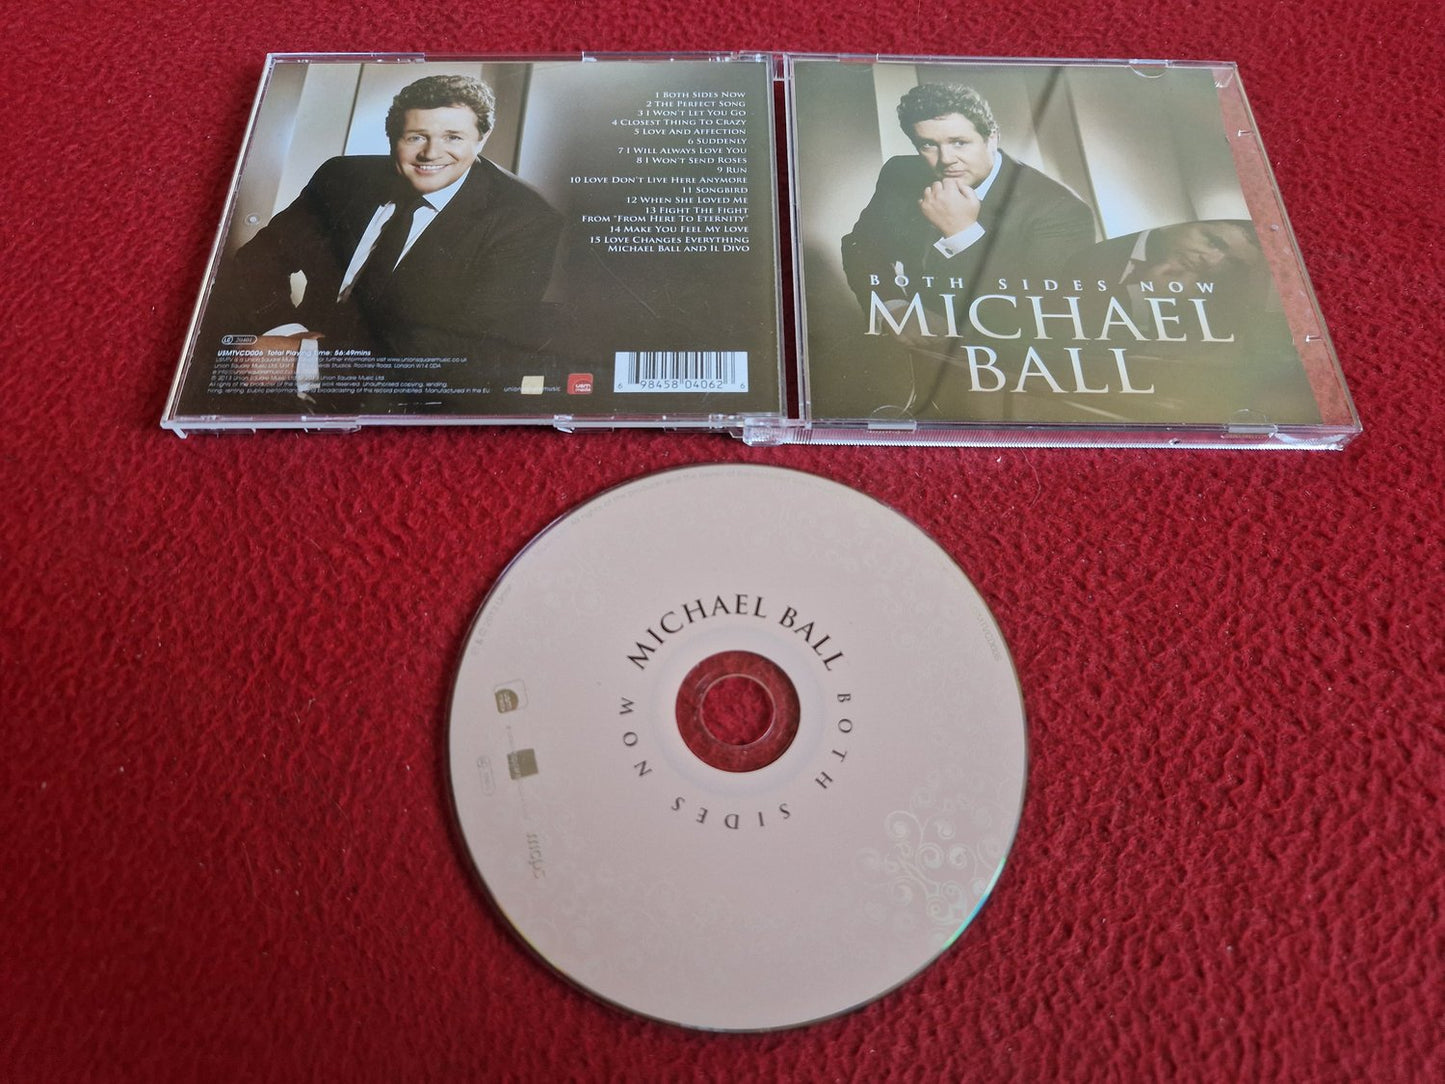 1 Both Sides Now
2 The Perfect Song
3 I Won't Let You Go
4 Closest Thing To Crazy
5 Love And Affection
6 Suddenly
7 I Will Always Love You
8 I Won't Send Roses
9 Run
10 Love Don't Live Here Anymore
11 Songbird
12 When She Loved Me
13 Fight The Fight
From "From Here To Eternity"
14 Make You Feel My Love
15 Love Changes Everything
Michael Ball and Il Divo
LC 20401
USMTVCD006 Total Playing Time: 56:49mins
6 98458 04062 6
BOTH SIDES NOW
MICHAEL
BALL
MICHAEL BALL
BOTH SIDES NOW